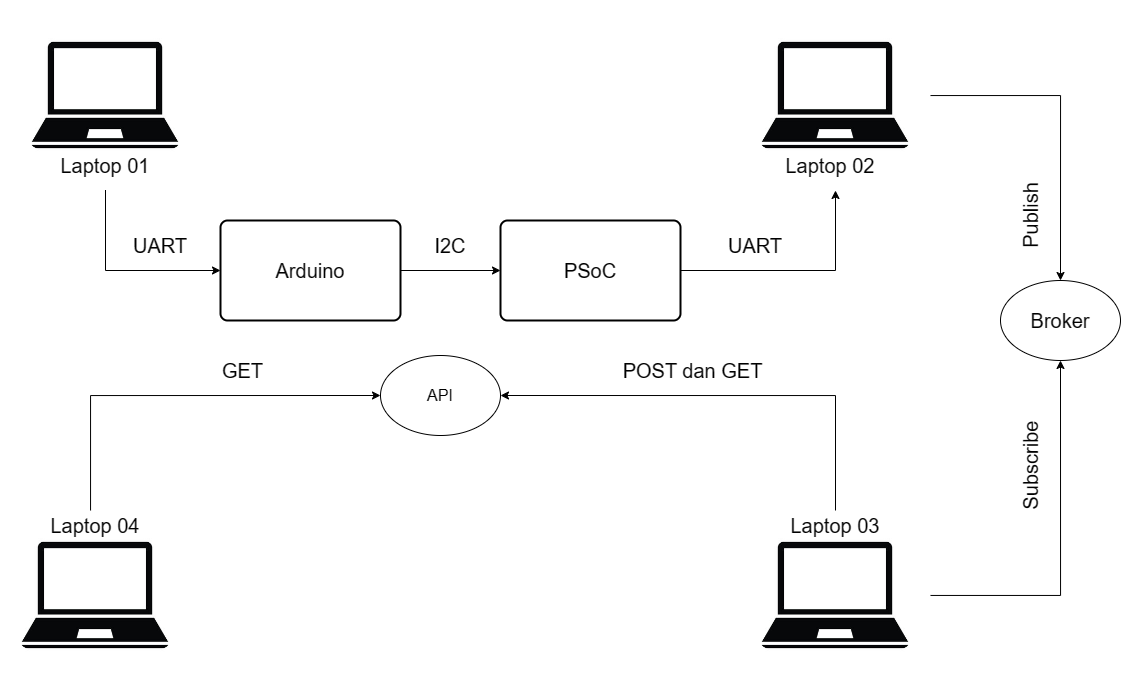 Laptop 01
Laptop 02
UART
Arduino
I2C
PSoC
UART
Publish
Broker
GET
API
POST dan GET
Subscribe
Laptop 04
Laptop 03